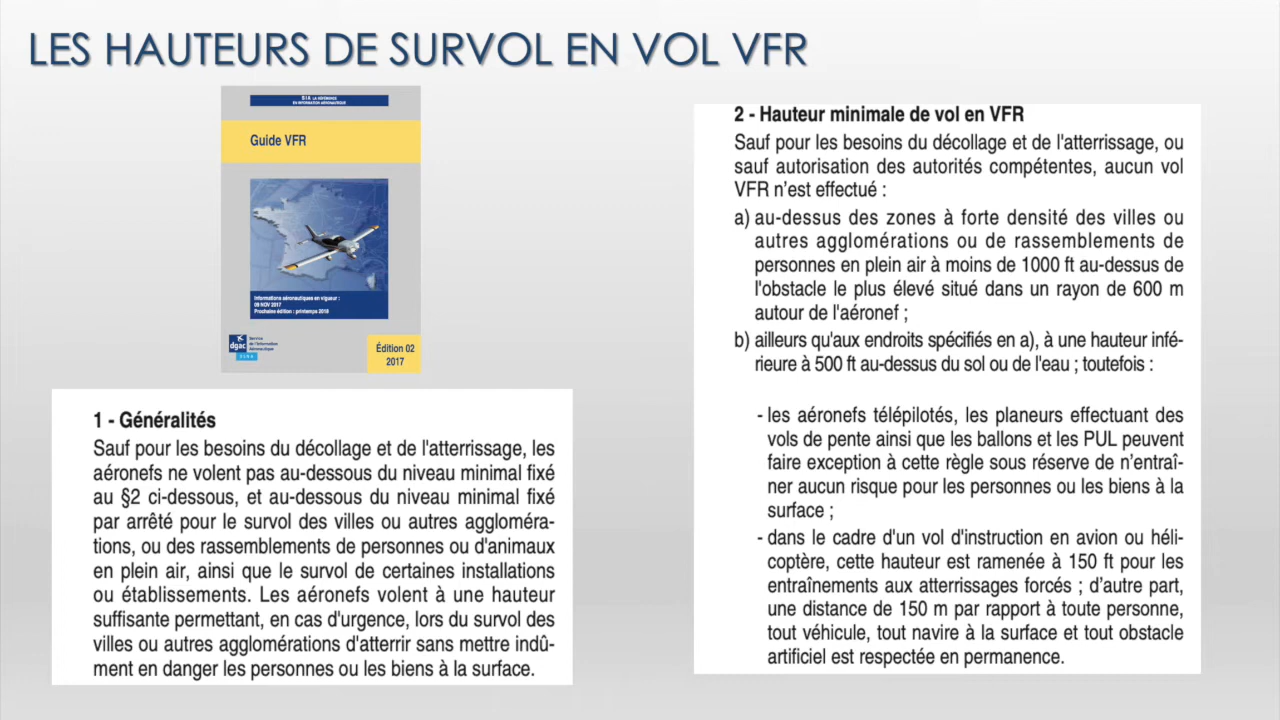 LES HAUTEURS DE SURVOL EN VOL VFR
SIA LA RÉFÉRENCE
EN INFORMATION AÉRONAUTIQUE
Guide VFR
Informations aéronautiques en vigueur :
09 NOV 2017
Prochaine édition : printemps 2018
dgac
Service
de l'Information
Aéronautique
Édition 02
2017
1 - Généralités
Sauf pour les besoins du décollage et de l'atterrissage, les
aéronefs ne volent pas au-dessous du niveau minimal fixé
au §2 ci-dessous, et au-dessous du niveau minimal fixé
par arrêté pour le survol des villes ou autres aggloméra-
tions, ou des rassemblements de personnes ou d'animaux
en plein air, ainsi que le survol de certaines installations
ou établissements. Les aéronefs volent à une hauteur
suffisante permettant, en cas d'urgence, lors du survol des
villes ou autres agglomérations d'atterrir sans mettre indû-
ment en danger les personnes ou les biens à la surface.
2 - Hauteur minimale de vol en VFR
Sauf pour les besoins du décollage et de l'atterrissage, ou
sauf autorisation des autorités compétentes, aucun vol
VFR n'est effectué :
a) au-dessus des zones à forte densité des villes ou
autres agglomérations ou de rassemblements de
personnes en plein air à moins de 1000 ft au-dessus de
l'obstacle le plus élevé situé dans un rayon de 600 m
autour de l'aéronef ;
b) ailleurs qu'aux endroits spécifiés en a), à une hauteur infé-
rieure à 500 ft au-dessus du sol ou de l'eau ; toutefois :
- les aéronefs télépilotés, les planeurs effectuant des
vols de pente ainsi que les ballons et les PUL peuvent
faire exception à cette règle sous réserve de n'entraî-
ner aucun risque pour les personnes ou les biens à la
surface ;
- dans le cadre d'un vol d'instruction en avion ou héli-
coptère, cette hauteur est ramenée à 150 ft pour les
entraînements aux atterrissages forcés ; d'autre part,
une distance de 150 m par rapport à toute personne,
tout véhicule, tout navire à la surface et tout obstacle
artificiel est respectée en permanence.